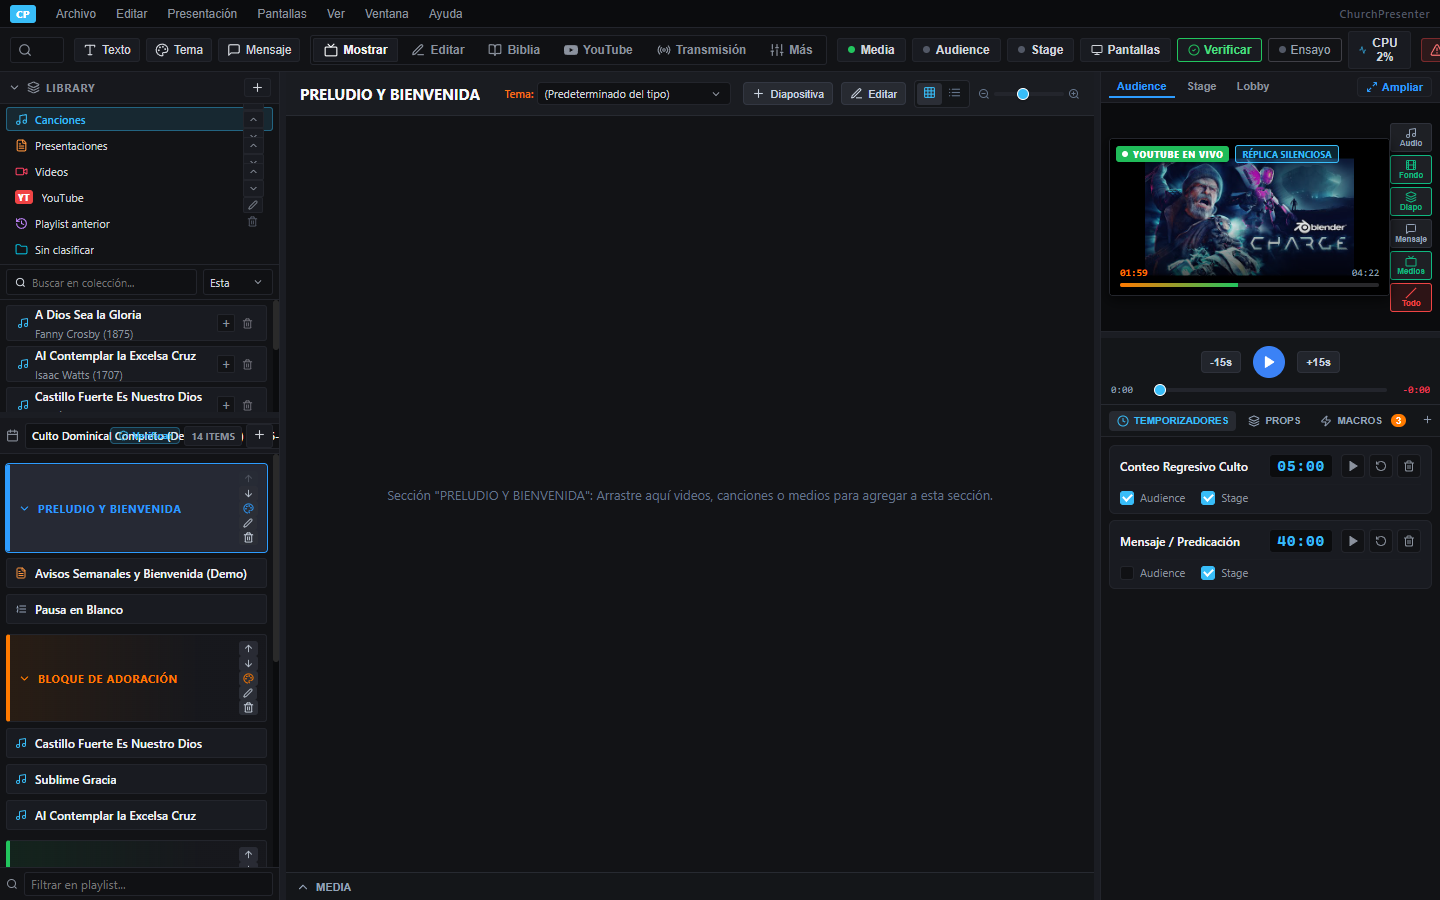 CP Archivo Editar Presentación Pantallas Ver Ventana Ayuda ChurchPresenter
Texto Tema Mensaje Mostrar Editar Biblia YouTube Transmisión Más Media Audience Stage Pantallas Verificar Ensayo CPU 2%
LIBRARY
Canciones
Presentaciones
Videos
YT YouTube
Playlist anterior
Sin clasificar
Buscar en colección... Esta
A Dios Sea la Gloria
Fanny Crosby (1875)
Al Contemplar la Excelsa Cruz
Isaac Watts (1707)
Castillo Fuerte Es Nuestro Dios
Culto Dominical Completo (De 14 ITEMS
PRELUDIO Y BIENVENIDA
Avisos Semanales y Bienvenida (Demo)
Pausa en Blanco
BLOQUE DE ADORACIÓN
Castillo Fuerte Es Nuestro Dios
Sublime Gracia
Al Contemplar la Excelsa Cruz
Filtrar en playlist...
PRELUDIO Y BIENVENIDA Tema: (Predeterminado del tipo) Diapositiva Editar
Sección "PRELUDIO Y BIENVENIDA": Arrastre aquí videos, canciones o medios para agregar a esta sección.
MEDIA
Audience Stage Lobby Ampliar
YOUTUBE EN VIVO RÉPLICA SILENCIOSA
blender
CHARGE
01:59 04:22
Audio
Fondo
Diapo
Mensaje
Medios
Todo
-15s +15s
0:00 -0:00
TEMPORIZADORES PROPS MACROS 3
Conteo Regresivo Culto 05:00
Audience Stage
Mensaje / Predicación 40:00
Audience Stage